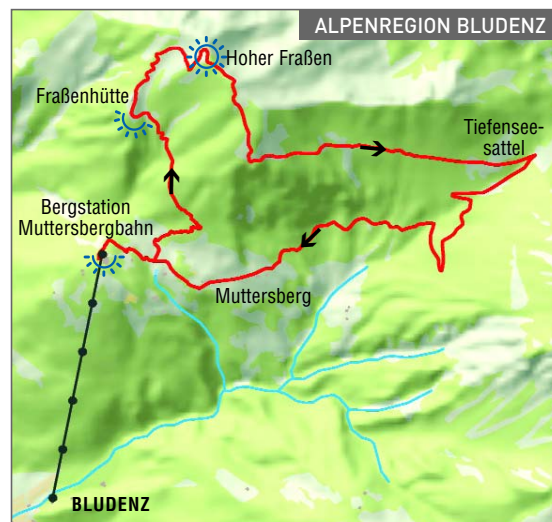 ALPENREGION BLUDENZ
Hoher Fraßen
Fraßenhütte
Tiefensee-
sattel
Bergstation
Muttersbergbahn
Muttersberg
BLUDENZ